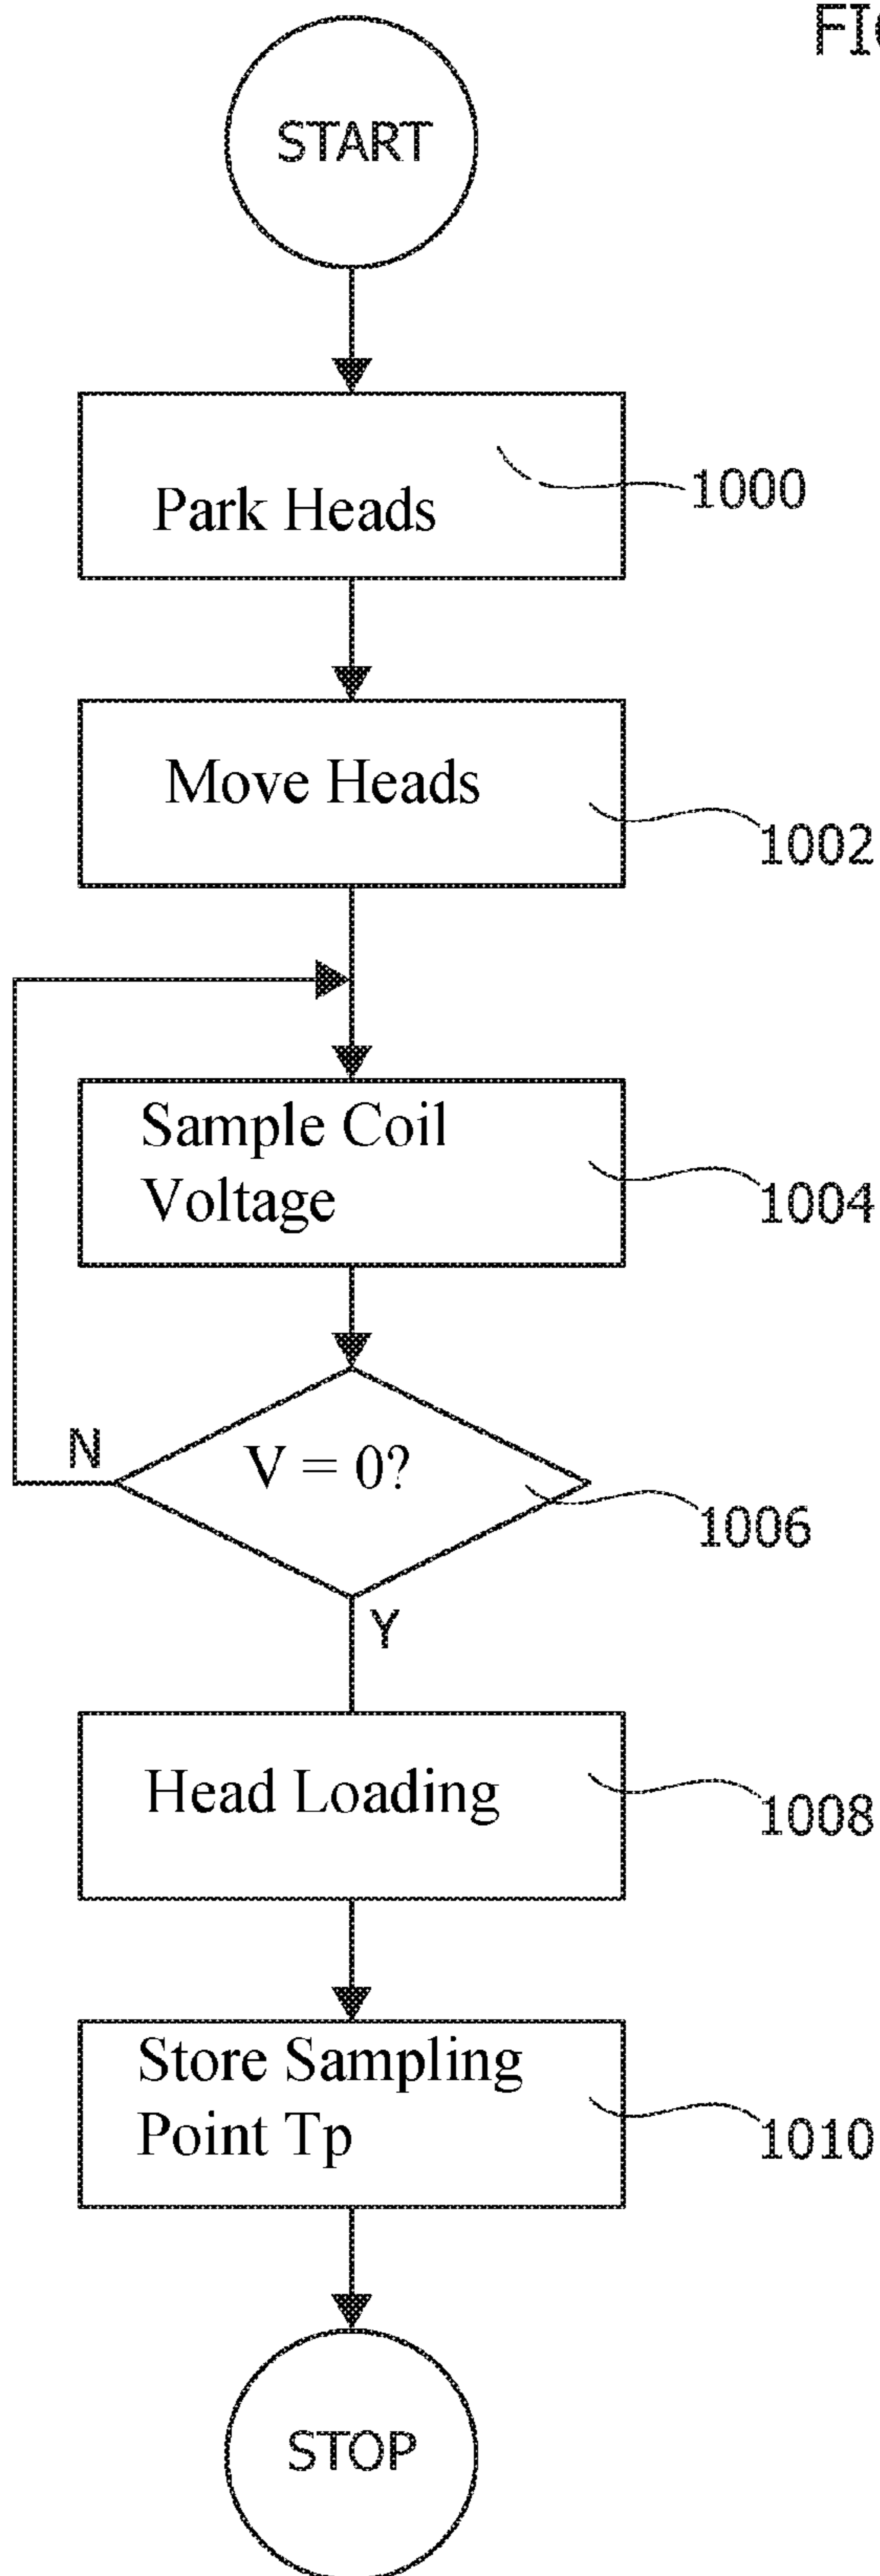 START
Park Heads
1000
Move Heads
1002
Sample Coil
Voltage
1004
N
V = 0?
1006
Y
Head Loading
1008
Store Sampling
Point Tp
1010
STOP